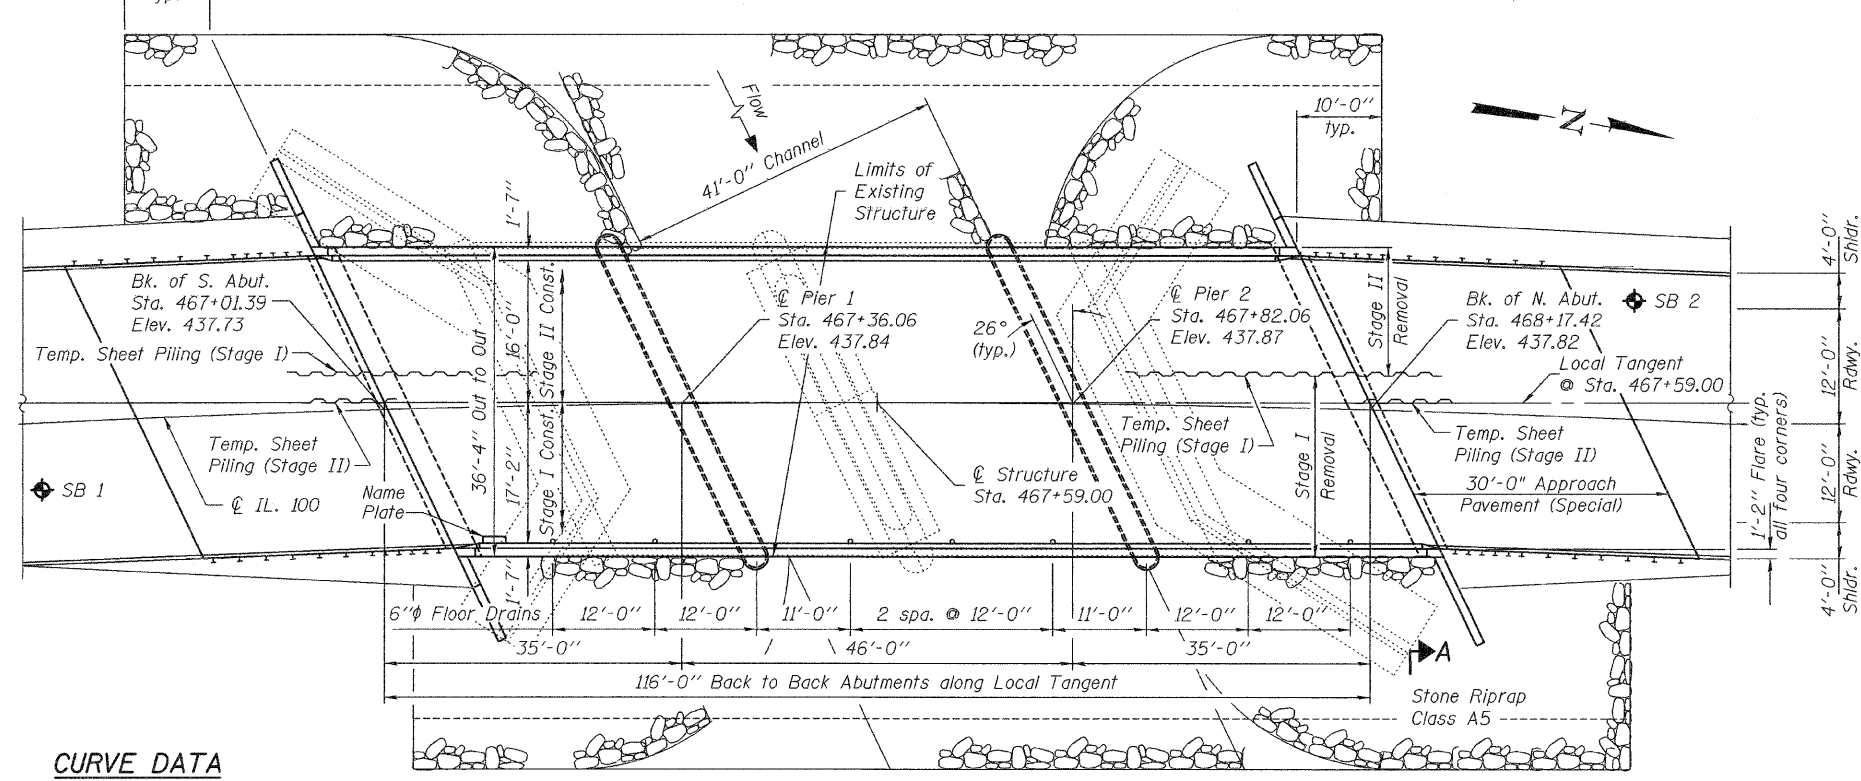 typ.
Flow
41'-0" Channel
Limits of
Existing
Structure
10'-0"
typ.
N
1'-7"
4'-0"
Shldr.
Bk. of S. Abut.
Sta. 467+01.39
Elev. 437.73
Temp. Sheet Piling (Stage I)
36'-4" Out to Out
16'-0"
Stage II Const.
℄ Pier 1
Sta. 467+36.06
Elev. 437.84
26°
(typ.)
℄ Pier 2
Sta. 467+82.06
Elev. 437.87
Stage II
Removal
Bk. of N. Abut.
Sta. 468+17.42
Elev. 437.82
SB 2
Local Tangent
@ Sta. 467+59.00
12'-0"
Rdwy.
Temp. Sheet
Piling (Stage II)
SB 1
℄ IL. 100
Name
Plate
17'-2"
Stage I Const.
℄ Structure
Sta. 467+59.00
Temp. Sheet
Piling (Stage I)
Stage I
Removal
Temp. Sheet
Piling (Stage II)
30'-0" Approach
Pavement (Special)
1'-2" Flare (typ.
all four corners)
12'-0"
Rdwy.
4'-0"
Shldr.
1'-7"
6"ϕ Floor Drains
12'-0"
12'-0"
11'-0"
2 spa. @ 12'-0"
11'-0"
12'-0"
12'-0"
35'-0"
46'-0"
35'-0"
A
116'-0" Back to Back Abutments along Local Tangent
Stone Riprap
Class A5
CURVE DATA